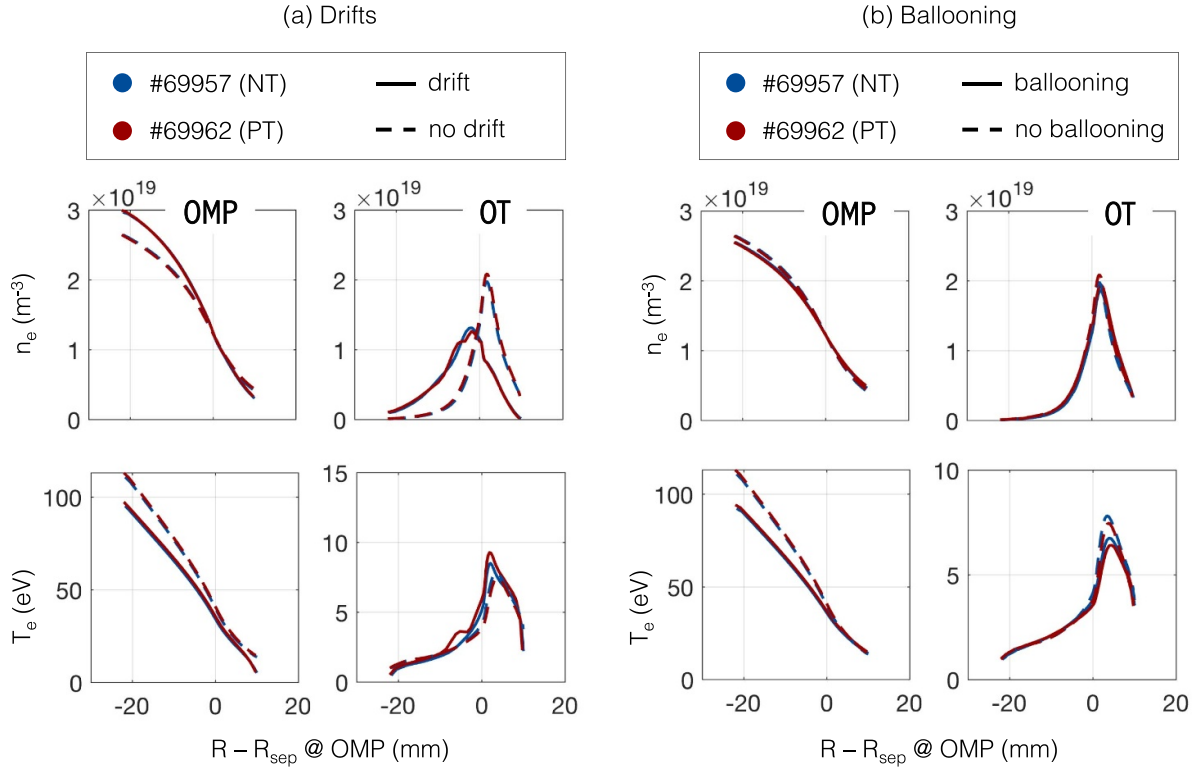 (a) Drifts
#69957 (NT)
drift
#69962 (PT)
no drift
×10^19
OMP
3
2
1
0
n_e (m^-3)
×10^19
OT
3
2
1
0
100
50
0
T_e (eV)
-20 0 20
15
10
5
0
-20 0 20
R – R_sep @ OMP (mm)
(b) Ballooning
#69957 (NT)
ballooning
#69962 (PT)
no ballooning
×10^19
OMP
3
2
1
0
n_e (m^-3)
×10^19
OT
3
2
1
0
100
50
0
T_e (eV)
-20 0 20
10
5
0
-20 0 20
R – R_sep @ OMP (mm)